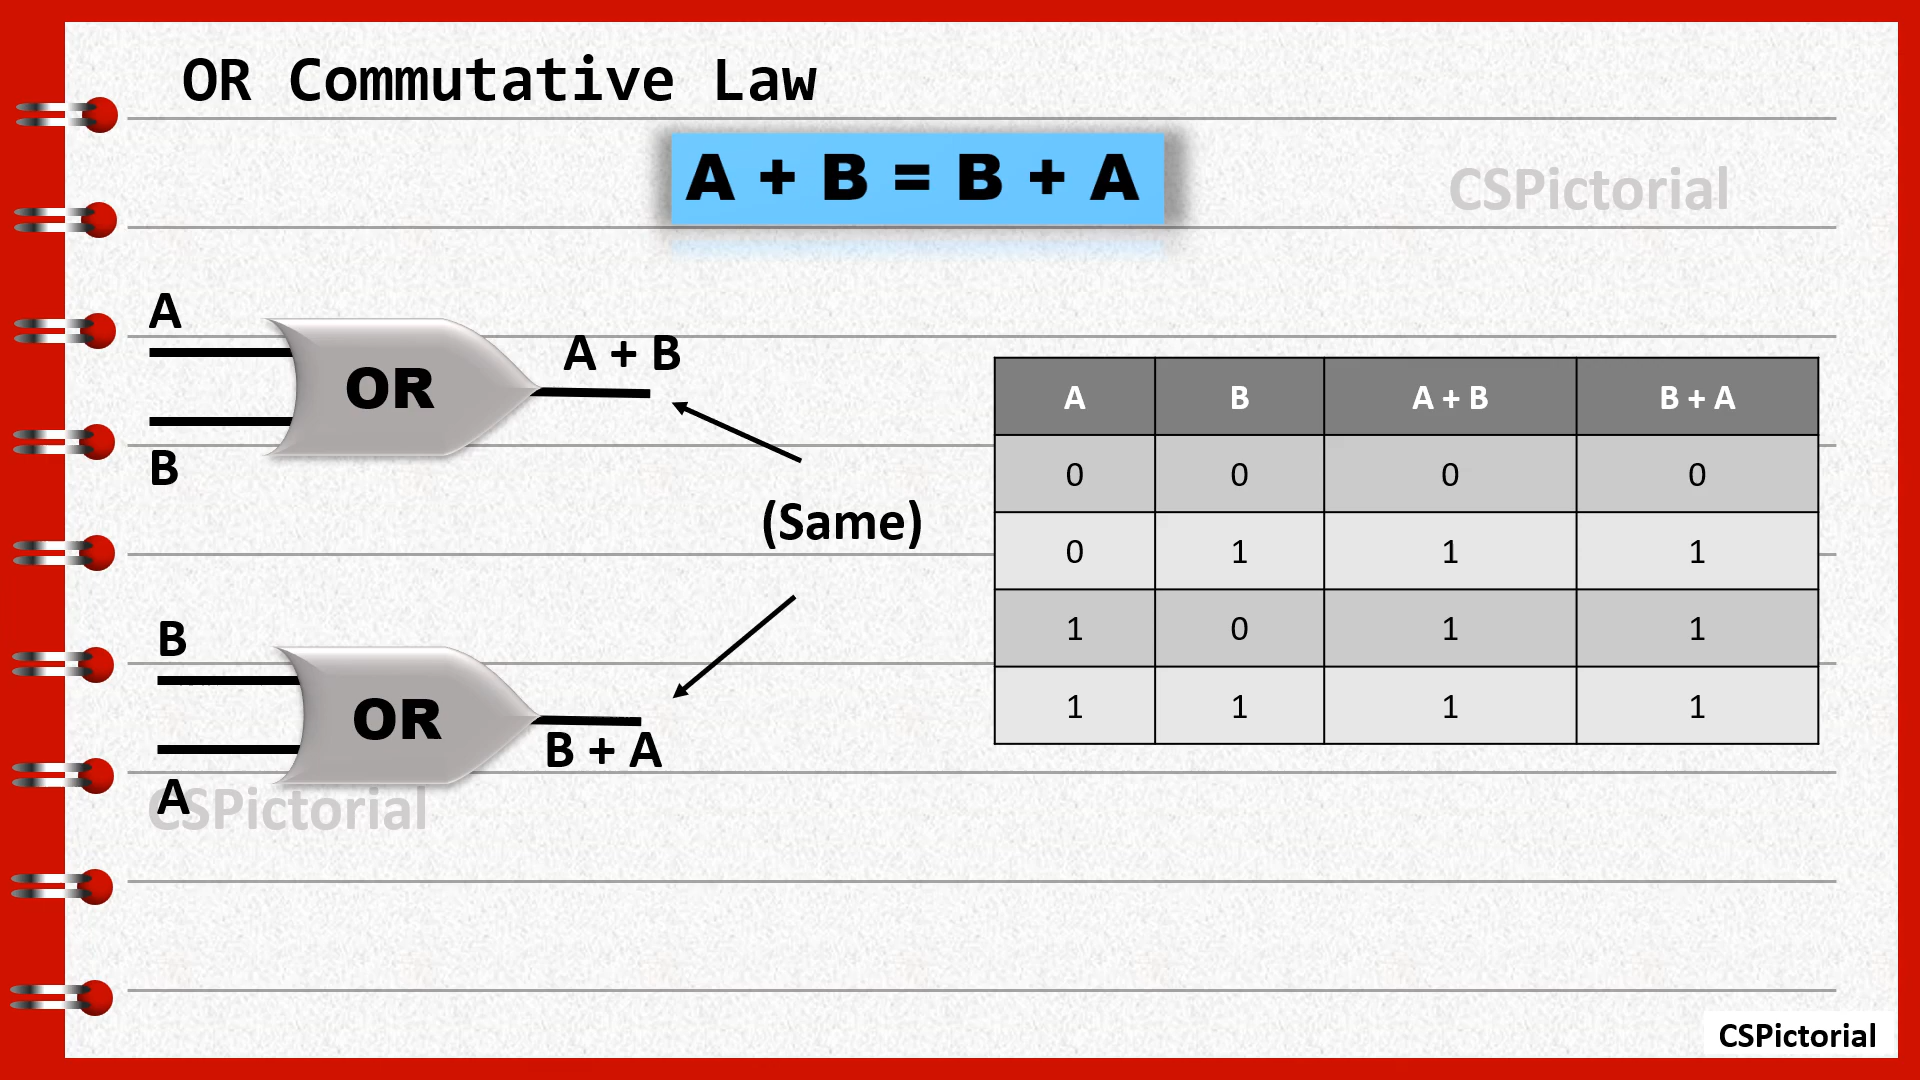 OR Commutative Law
A + B = B + A
CSPictorial
A
OR
A + B
B
(Same)
B
OR
B + A
A
CSPictorial
A B A + B B + A
0 0 0 0
0 1 1 1
1 0 1 1
1 1 1 1
CSPictorial